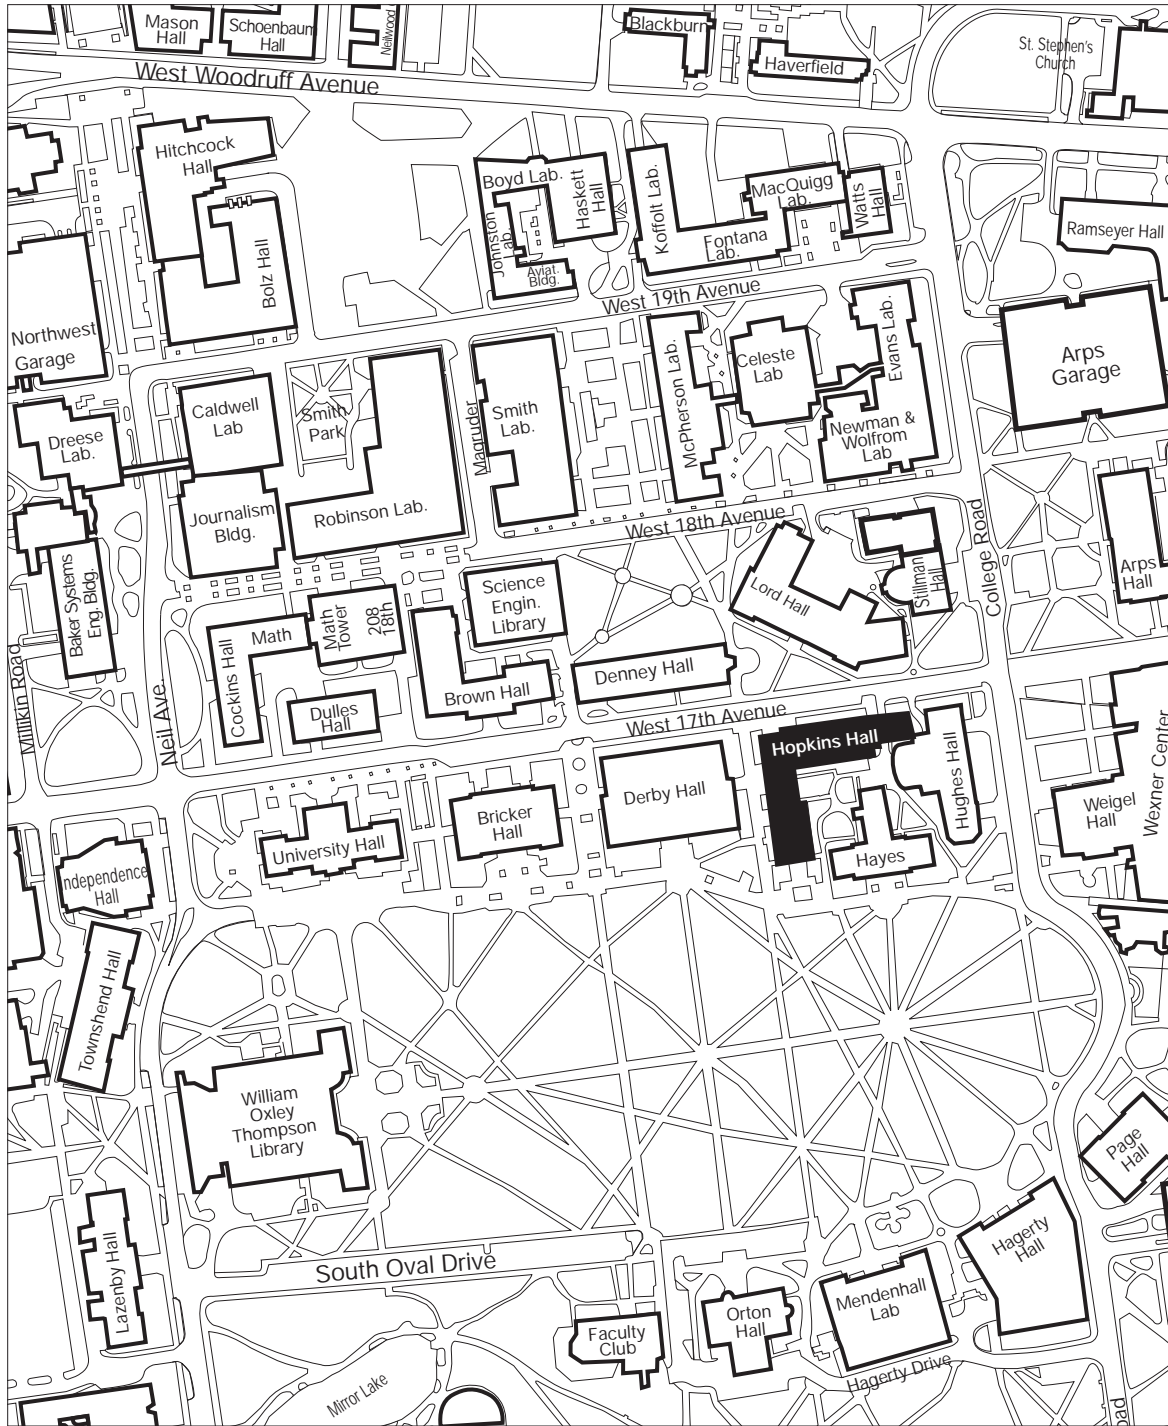 Mason
Hall
Schoenbaum
Hall
Neilwood
Blackburn
Haverfield
St. Stephen's
Church
West Woodruff Avenue
Hitchcock
Hall
Boyd Lab.
Haskett
Hall
Koffolt Lab.
MacQuigg
Lab.
Watts
Hall
Ramseyer Hall
Johnston
Lab.
Fontana
Lab.
Aviat.
Bldg.
Bolz Hall
West 19th Avenue
Northwest
Garage
Evans Lab.
Arps
Garage
Celeste
Lab
McPherson Lab.
Caldwell
Lab
Smith
Park
Magruder
Smith
Lab.
Newman &
Wolfrom
Lab
Dreese
Lab.
Journalism
Bldg.
Robinson Lab.
West 18th Avenue
College Road
Baker Systems
Eng. Bldg.
Science
Engin.
Library
Lord Hall
Stillman
Hall
Arps
Hall
Math
Math
Tower
208
18th
Cockins Hall
Dulles
Hall
Brown Hall
Denney Hall
Millikin Road
Neil Ave.
West 17th Avenue
Hopkins Hall
Hughes Hall
Wexner Center
Weigel
Hall
Derby Hall
Bricker
Hall
University Hall
Hayes
ndependence
Hall
Townshend Hall
William
Oxley
Thompson
Library
Page
Hall
Lazenby Hall
Hagerty
Hall
South Oval Drive
Mendenhall
Lab
Orton
Hall
Faculty
Club
Hagerty Drive
Mirror Lake
oad